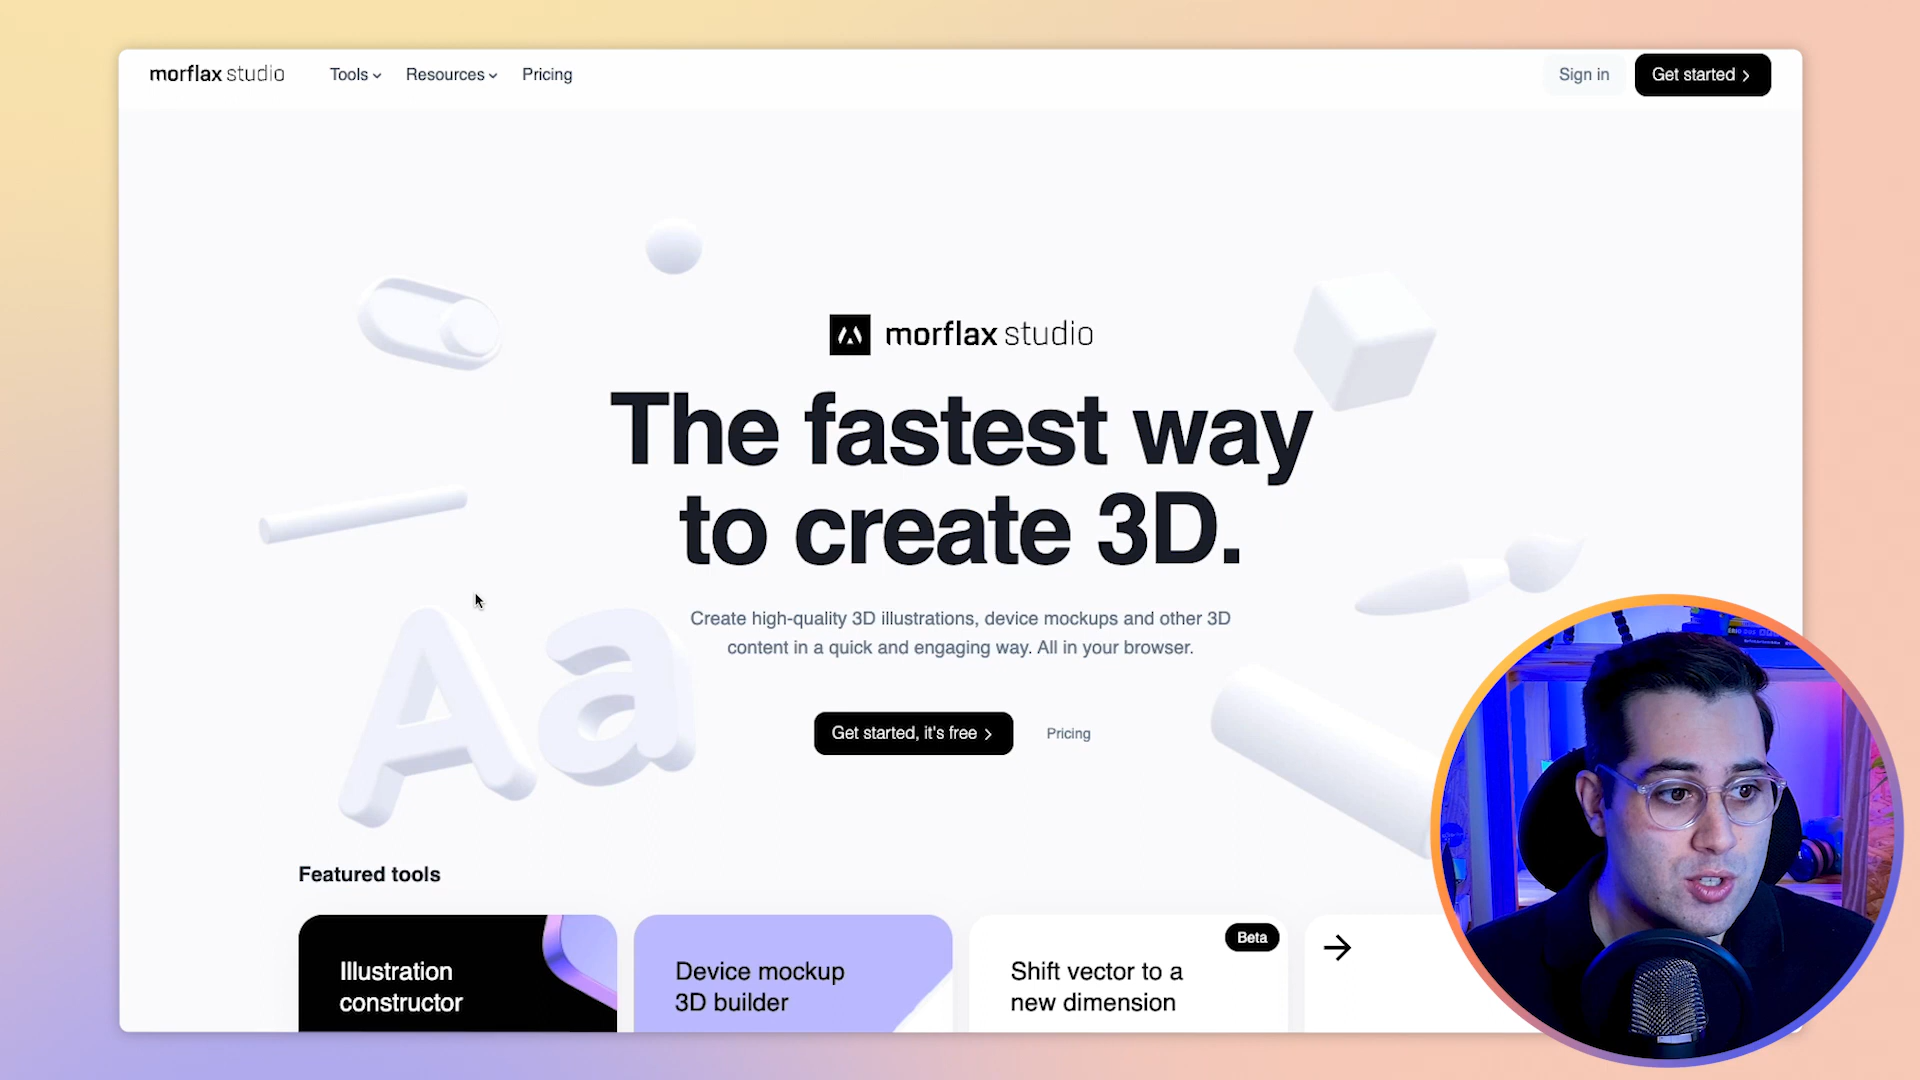 morflax studio
Tools
Resources
Pricing
Sign in
Get started
morflax studio
The fastest way
to create 3D.
Create high-quality 3D illustrations, device mockups and other 3D
content in a quick and engaging way. All in your browser.
Aa
Get started, it's free
Pricing
Featured tools
Illustration
constructor
Device mockup
3D builder
Beta
Shift vector to a
new dimension